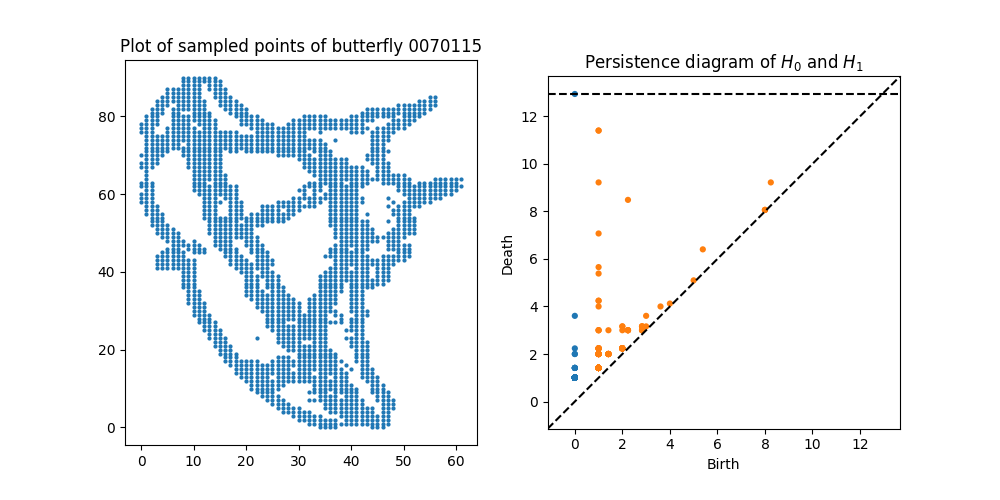 Plot of sampled points of butterfly 0070115
80
60
40
20
0
0 10 20 30 40 50 60
Persistence diagram of H₀ and H₁
12
10
8
6
4
2
0
Death
0 2 4 6 8 10 12
Birth